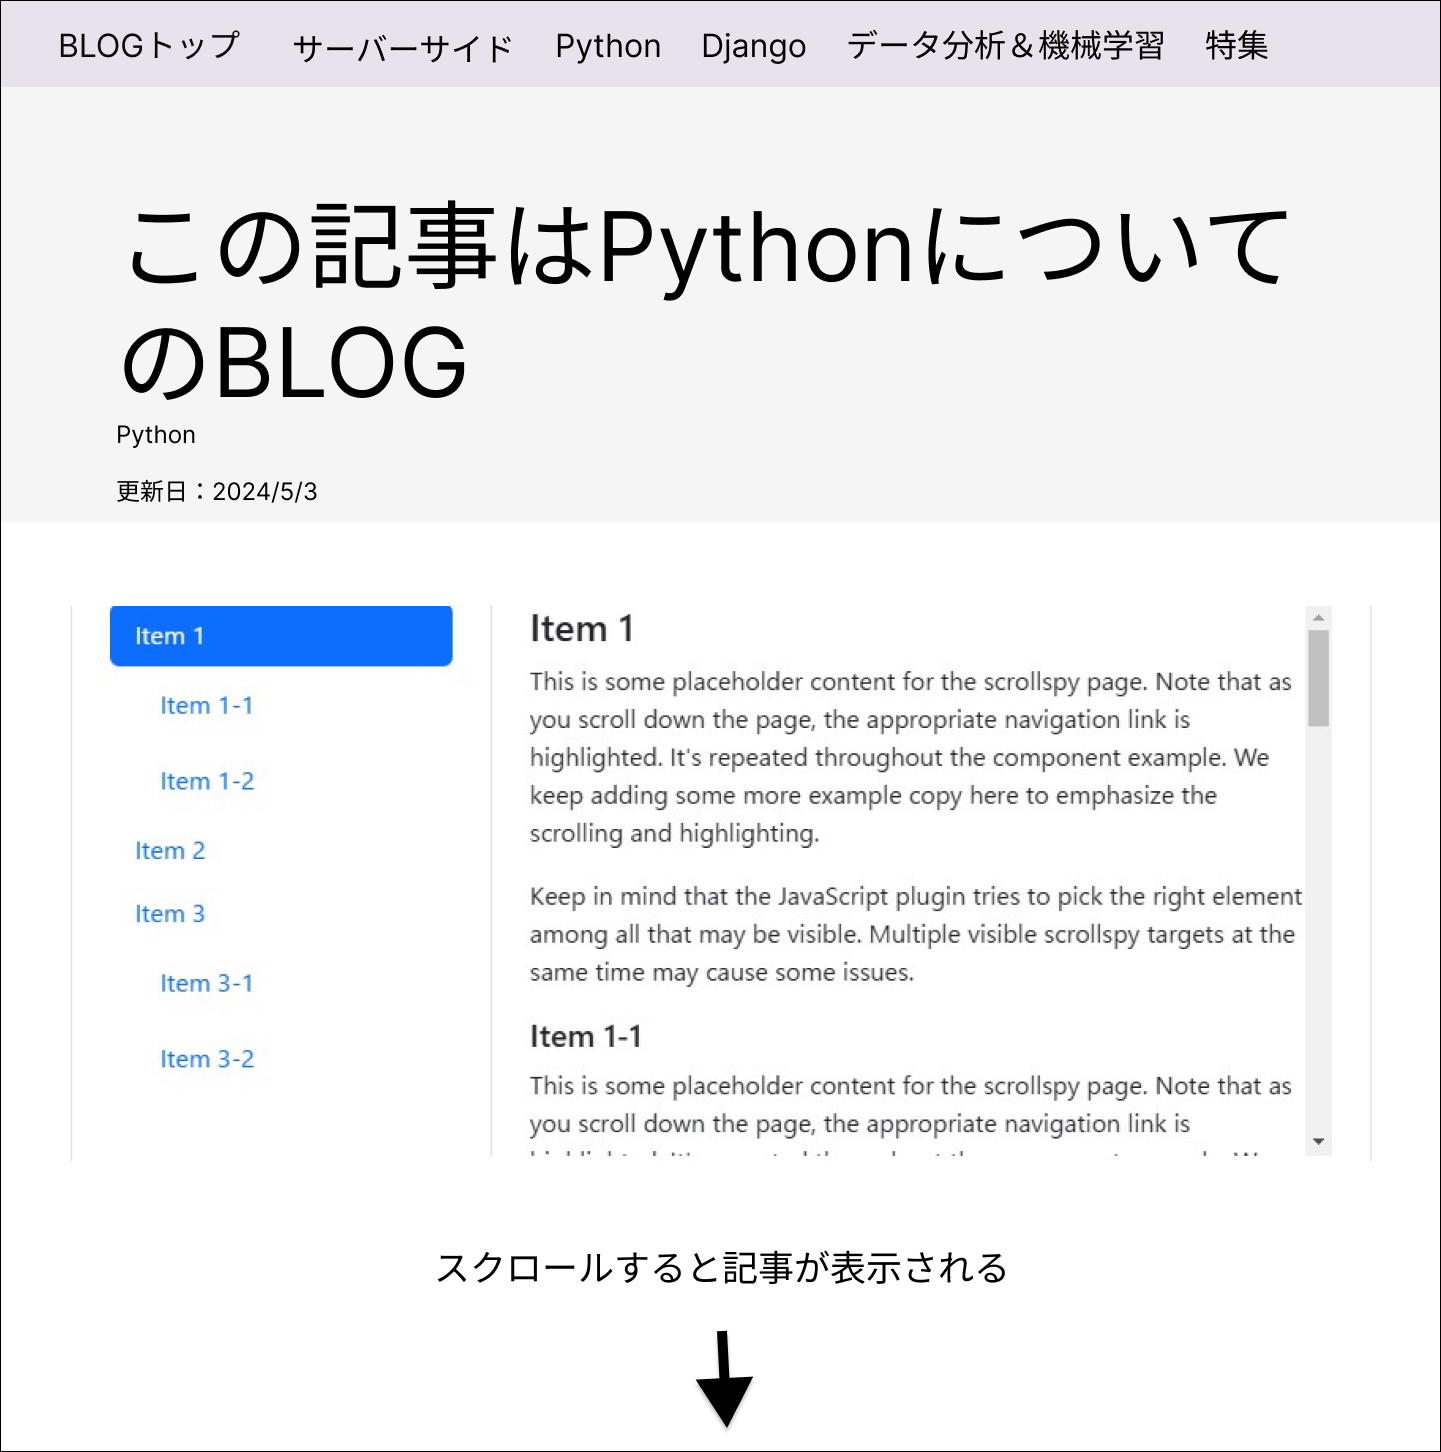 BLOGトップ サーバーサイド Python Django データ分析＆機械学習 特集
この記事はPythonについて
のBLOG
Python
更新日：2024/5/3
Item 1
Item 1-1
Item 1-2
Item 2
Item 3
Item 3-1
Item 3-2
Item 1
This is some placeholder content for the scrollspy page. Note that as
you scroll down the page, the appropriate navigation link is
highlighted. It's repeated throughout the component example. We
keep adding some more example copy here to emphasize the
scrolling and highlighting.
Keep in mind that the JavaScript plugin tries to pick the right element
among all that may be visible. Multiple visible scrollspy targets at the
same time may cause some issues.
Item 1-1
This is some placeholder content for the scrollspy page. Note that as
you scroll down the page, the appropriate navigation link is
スクロールすると記事が表示される